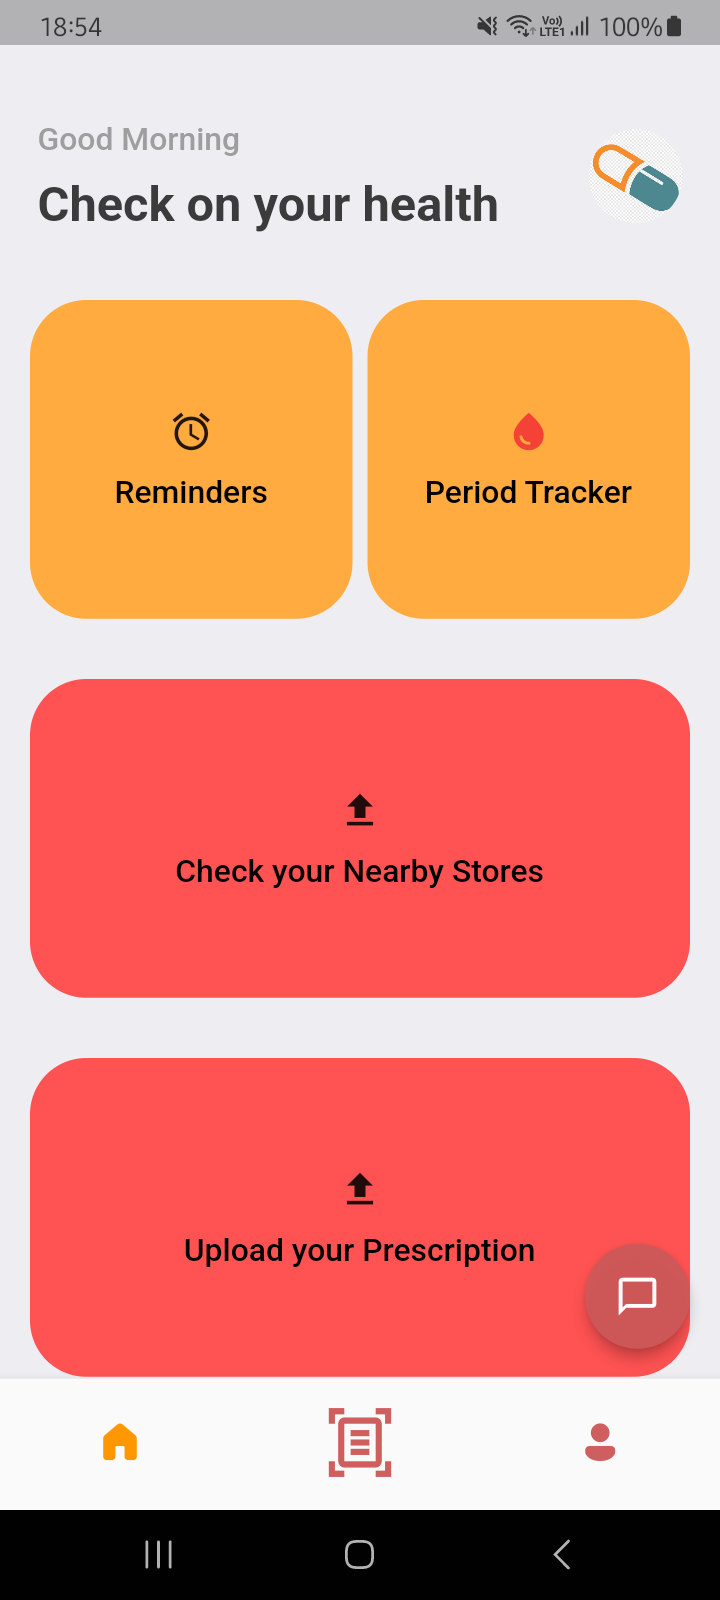 18:54 Vo)) LTE1 100%
Good Morning
Check on your health
Reminders
Period Tracker
Check your Nearby Stores
Upload your Prescription